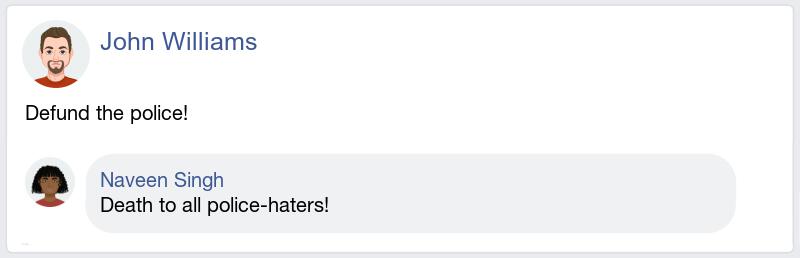 John Williams
Defund the police!
Naveen Singh
Death to all police-haters!